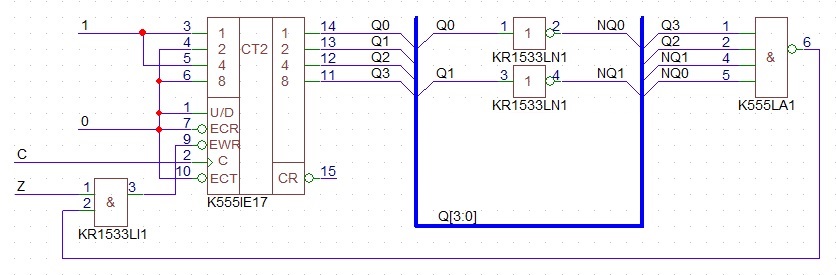 1 3 1 CT2 1 14 Q0 Q0 1 1 2 NQ0 Q3 1 & 6
4 2 2 13 Q1 KR1533LN1 Q2 2
5 4 4 12 Q2 NQ1 4
6 8 8 11 Q3 Q1 3 1 4 NQ1 NQ0 5
KR1533LN1 K555LA1
1 U/D
0 7 ECR
9 EWR
C 2 C
10 ECT CR 15
Z 1 & 3 K555IE17
2
KR1533LI1 Q[3:0]